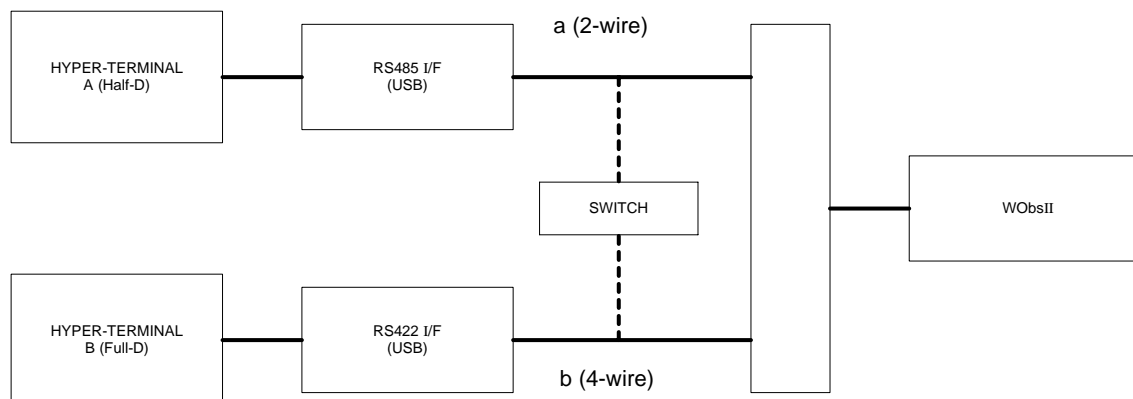 a (2-wire)
HYPER-TERMINAL
A (Half-D)
RS485 I/F
(USB)
SWITCH
WObsII
HYPER-TERMINAL
B (Full-D)
RS422 I/F
(USB)
b (4-wire)